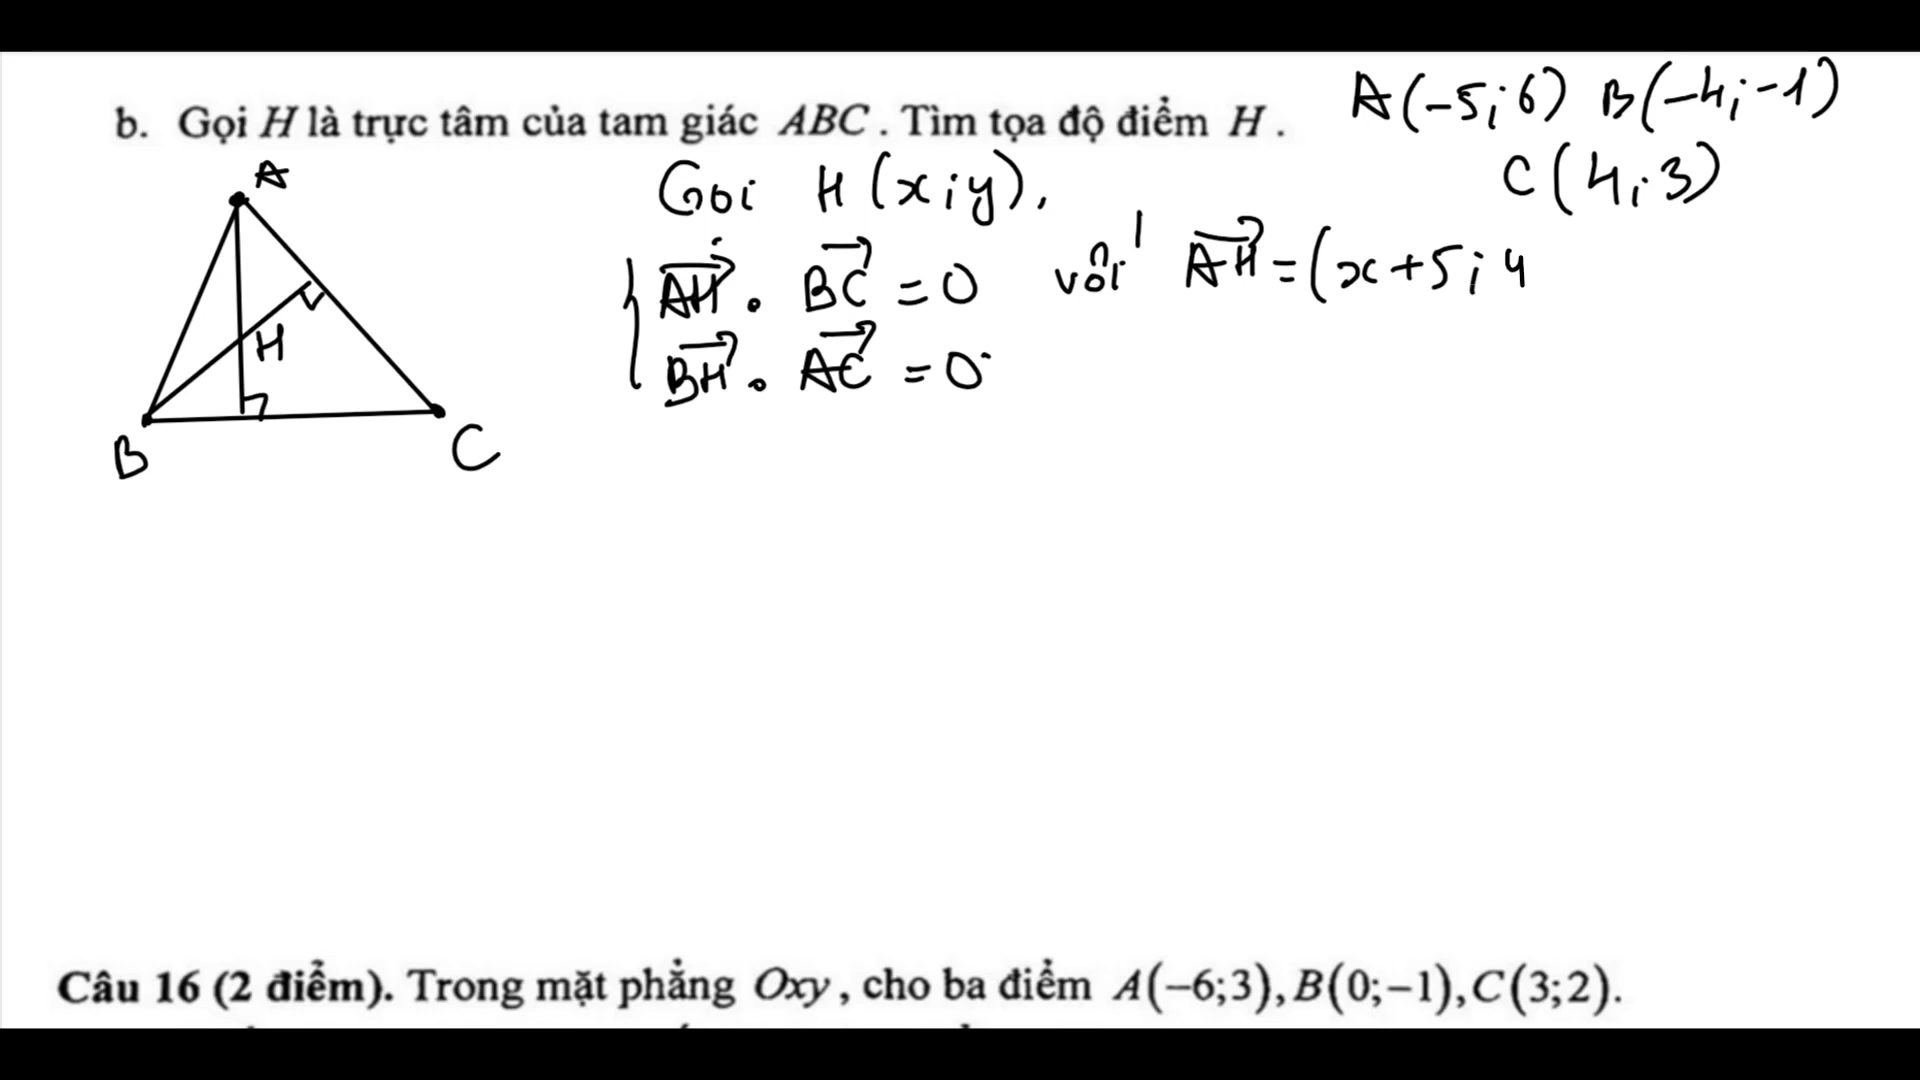 b. Gọi H là trực tâm của tam giác ABC. Tìm tọa độ điểm H.
A(-5;6) B(-4;-1)
C(4;3)
A
H
B
C
Gọi H(x;y).
AH . BC = 0 với AH = (x+5; y
BH . AC = 0
Câu 16 (2 điểm). Trong mặt phẳng Oxy, cho ba điểm A(−6;3), B(0;−1), C(3;2).